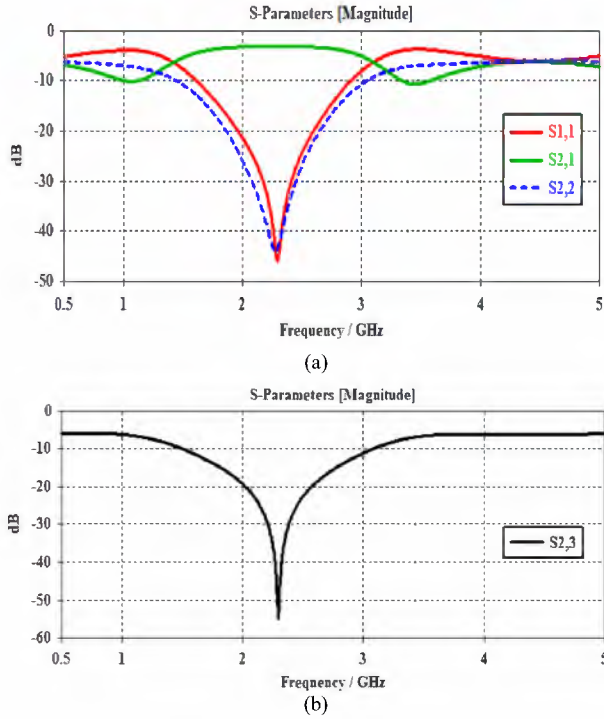 S-Parameters [Magnitude]
0
-10
-20
-30
-40
-50
dB
S1,1
S2,1
S2,2
0.5 1 2 3 4 5
Frequency / GHz
(a)
S-Parameters [Magnitude]
0
-10
-20
-30
-40
-50
-60
dB
S2,3
0.5 1 2 3 4 5
Frequency / GHz
(b)